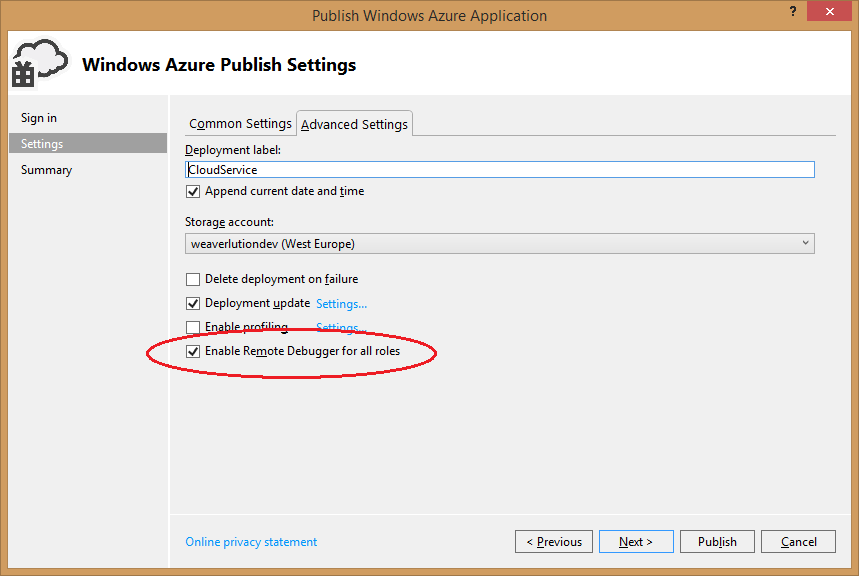 Publish Windows Azure Application
?
Windows Azure Publish Settings
Sign in
Settings
Summary
Common Settings
Advanced Settings
Deployment label:
CloudService
Append current date and time
Storage account:
weaverlutiondev (West Europe)
Delete deployment on failure
Deployment update Settings...
Enable profiling Settings...
Enable Remote Debugger for all roles
Online privacy statement
< Previous
Next >
Publish
Cancel